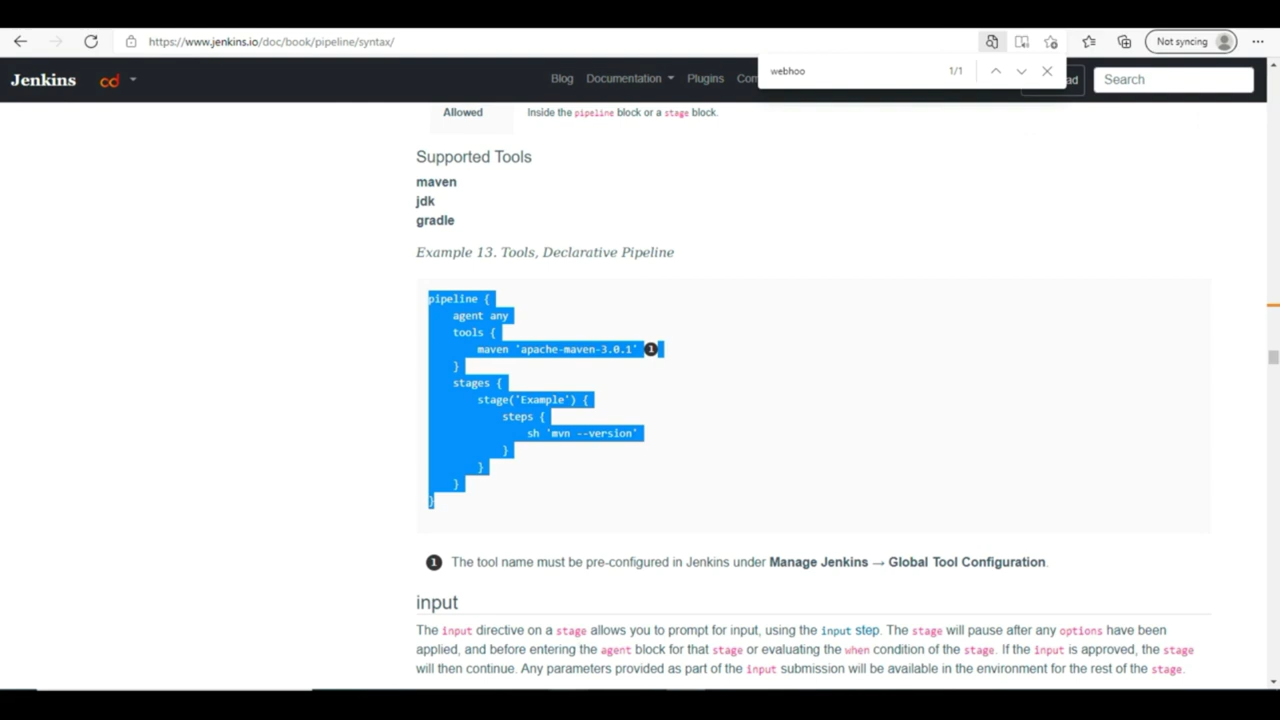 https://www.jenkins.io/doc/book/pipeline/syntax/
Not syncing
webhoo
1/1
Jenkins
cd
Blog
Documentation
Plugins
Com
ad
Search
Allowed
Inside the pipeline block or a stage block.
Supported Tools
maven
jdk
gradle
Example 13. Tools, Declarative Pipeline
pipeline {
agent any
tools {
maven 'apache-maven-3.0.1' 1
}
stages {
stage('Example') {
steps {
sh 'mvn --version'
}
}
}
}
1 The tool name must be pre-configured in Jenkins under Manage Jenkins → Global Tool Configuration.
input
The input directive on a stage allows you to prompt for input, using the input step. The stage will pause after any options have been
applied, and before entering the agent block for that stage or evaluating the when condition of the stage. If the input is approved, the stage
will then continue. Any parameters provided as part of the input submission will be available in the environment for the rest of the stage.